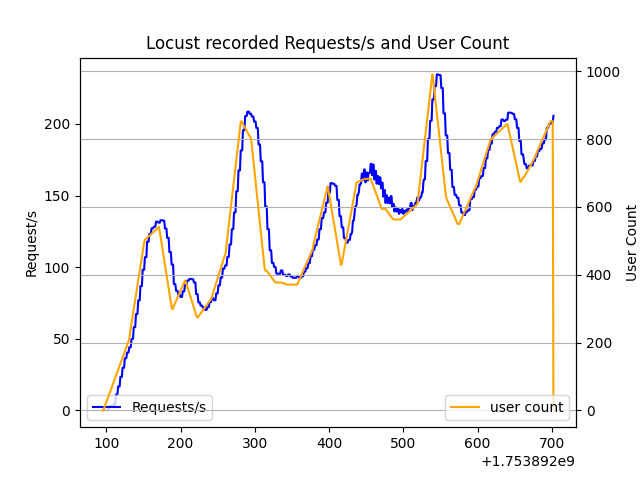 Locust recorded Requests/s and User Count
Request/s
200
150
100
50
0
1000
800
600
400
200
0
User Count
Requests/s
user count
100 200 300 400 500 600 700
+1.753892e9